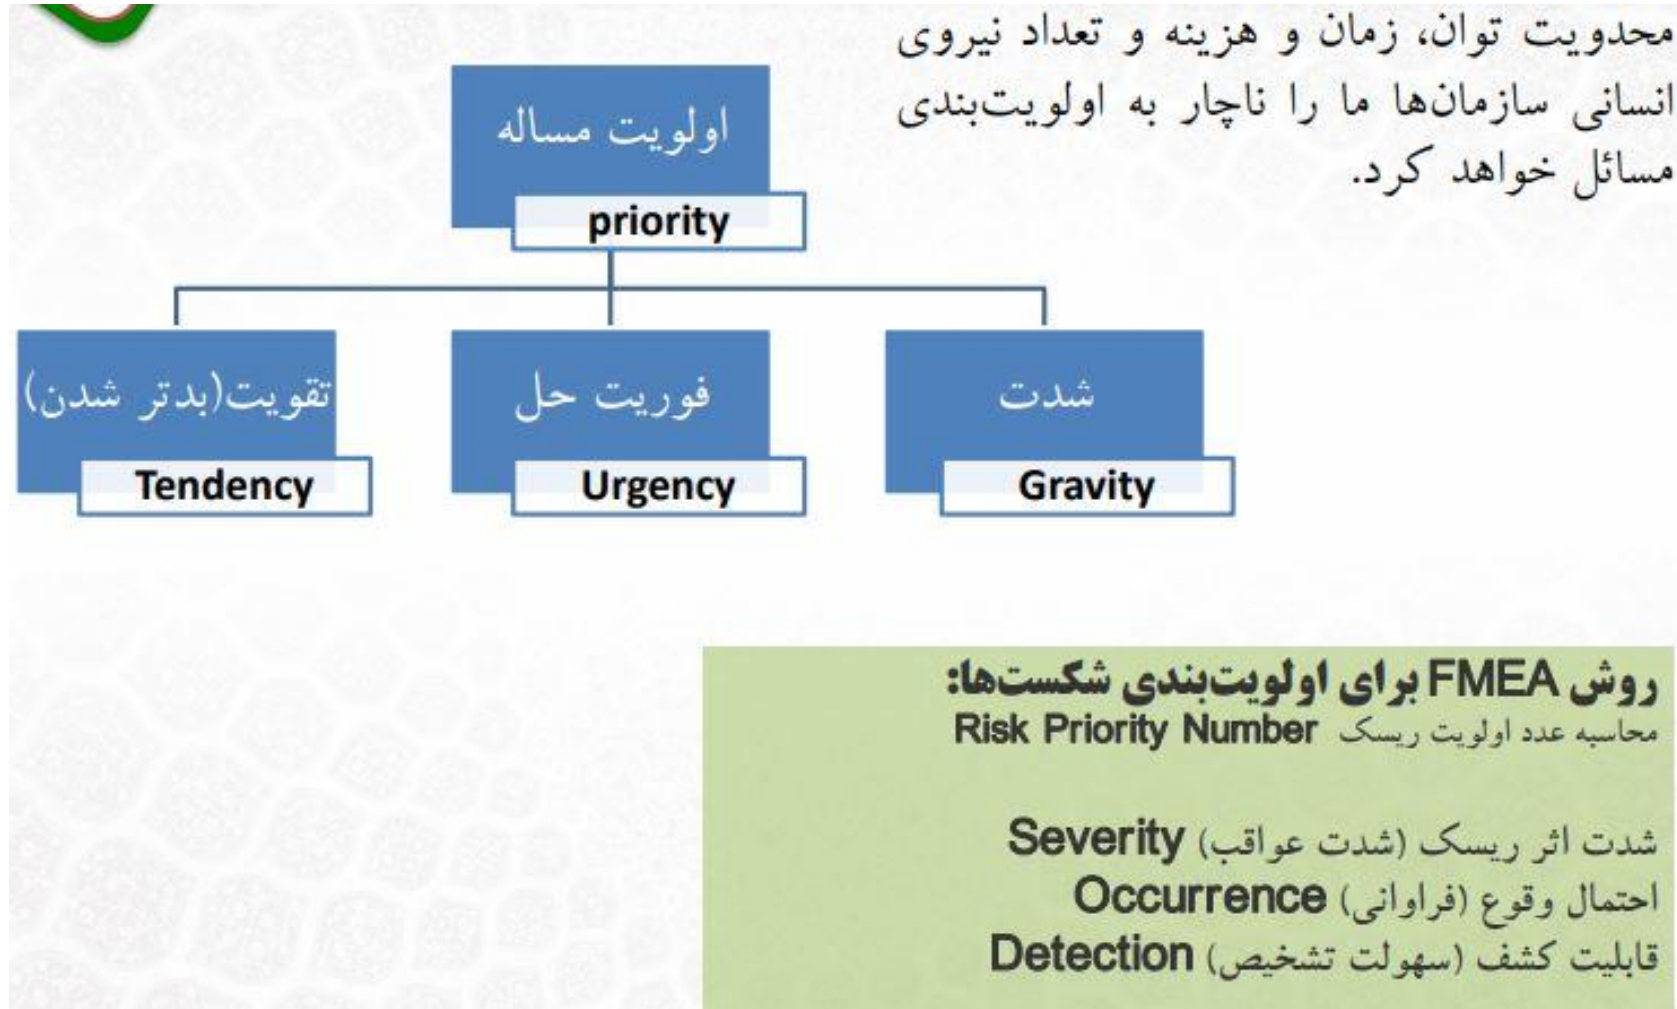 محدویت توان، زمان و هزینه و تعداد نیروی
انسانی سازمان‌ها ما را ناچار به اولویت‌بندی
مسائل خواهد کرد.
اولویت مساله
priority
شدت
Gravity
فوریت حل
Urgency
تقویت(بدتر شدن)
Tendency
روش FMEA برای اولویت‌بندی شکست‌ها:
محاسبه عدد اولویت ریسک Risk Priority Number
شدت اثر ریسک (شدت عواقب) Severity
احتمال وقوع (فراوانی) Occurrence
قابلیت کشف (سهولت تشخیص) Detection